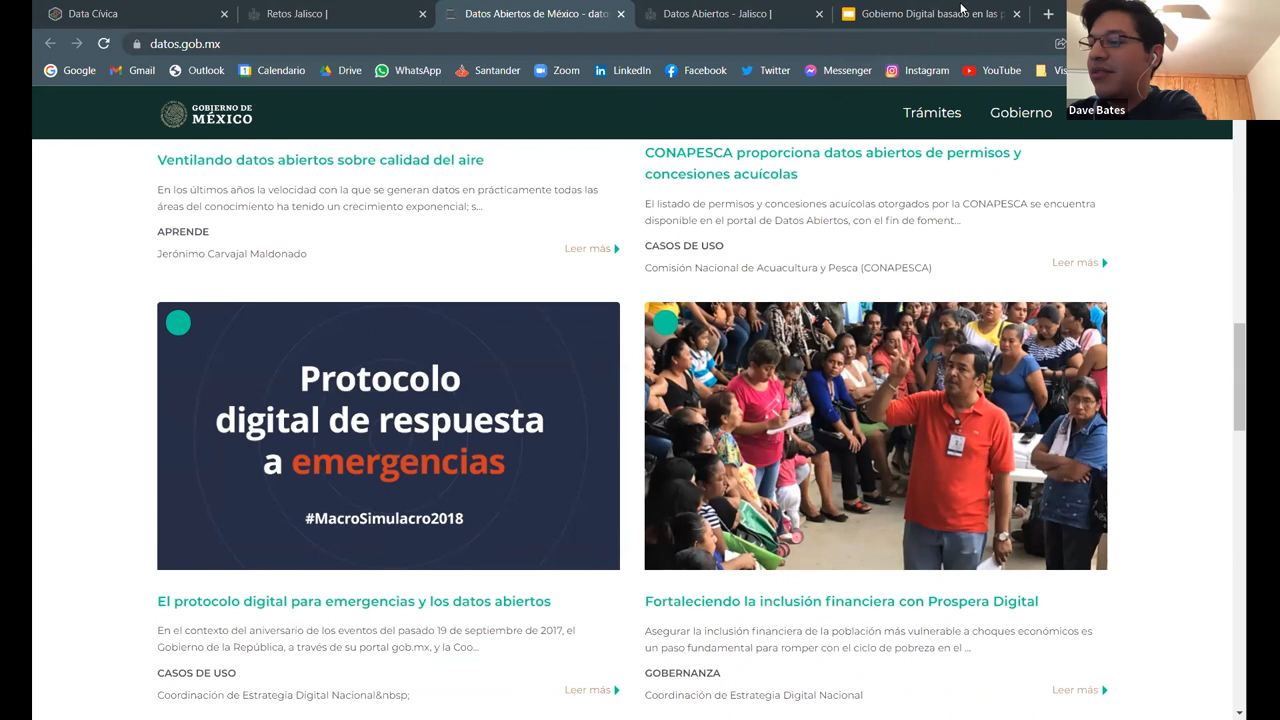 Data Cívica
Retos Jalisco |
Datos Abiertos de México - dato
Datos Abiertos - Jalisco |
Gobierno Digital basado en las p
datos.gob.mx
Google
Gmail
Outlook
Calendario
Drive
WhatsApp
Santander
Zoom
LinkedIn
Facebook
Twitter
Messenger
Instagram
YouTube
Vis
Dave Bates
GOBIERNO DE
MÉXICO
Trámites
Gobierno
Ventilando datos abiertos sobre calidad del aire
En los últimos años la velocidad con la que se generan datos en prácticamente todas las
áreas del conocimiento ha tenido un crecimiento exponencial; s...
APRENDE
Jerónimo Carvajal Maldonado
Leer más
CONAPESCA proporciona datos abiertos de permisos y
concesiones acuícolas
El listado de permisos y concesiones acuícolas otorgados por la CONAPESCA se encuentra
disponible en el portal de Datos Abiertos, con el fin de foment...
CASOS DE USO
Comisión Nacional de Acuacultura y Pesca (CONAPESCA)
Leer más
Protocolo
digital de respuesta
a emergencias
#MacroSimulacro2018
El protocolo digital para emergencias y los datos abiertos
En el contexto del aniversario de los eventos del pasado 19 de septiembre de 2017, el
Gobierno de la República, a través de su portal gob.mx, y la Coo...
CASOS DE USO
Coordinación de Estrategia Digital Nacional&nbsp;
Leer más
Fortaleciendo la inclusión financiera con Prospera Digital
Asegurar la inclusión financiera de la población más vulnerable a choques económicos es
un paso fundamental para romper con el ciclo de pobreza en el ...
GOBERNANZA
Coordinación de Estrategia Digital Nacional
Leer más